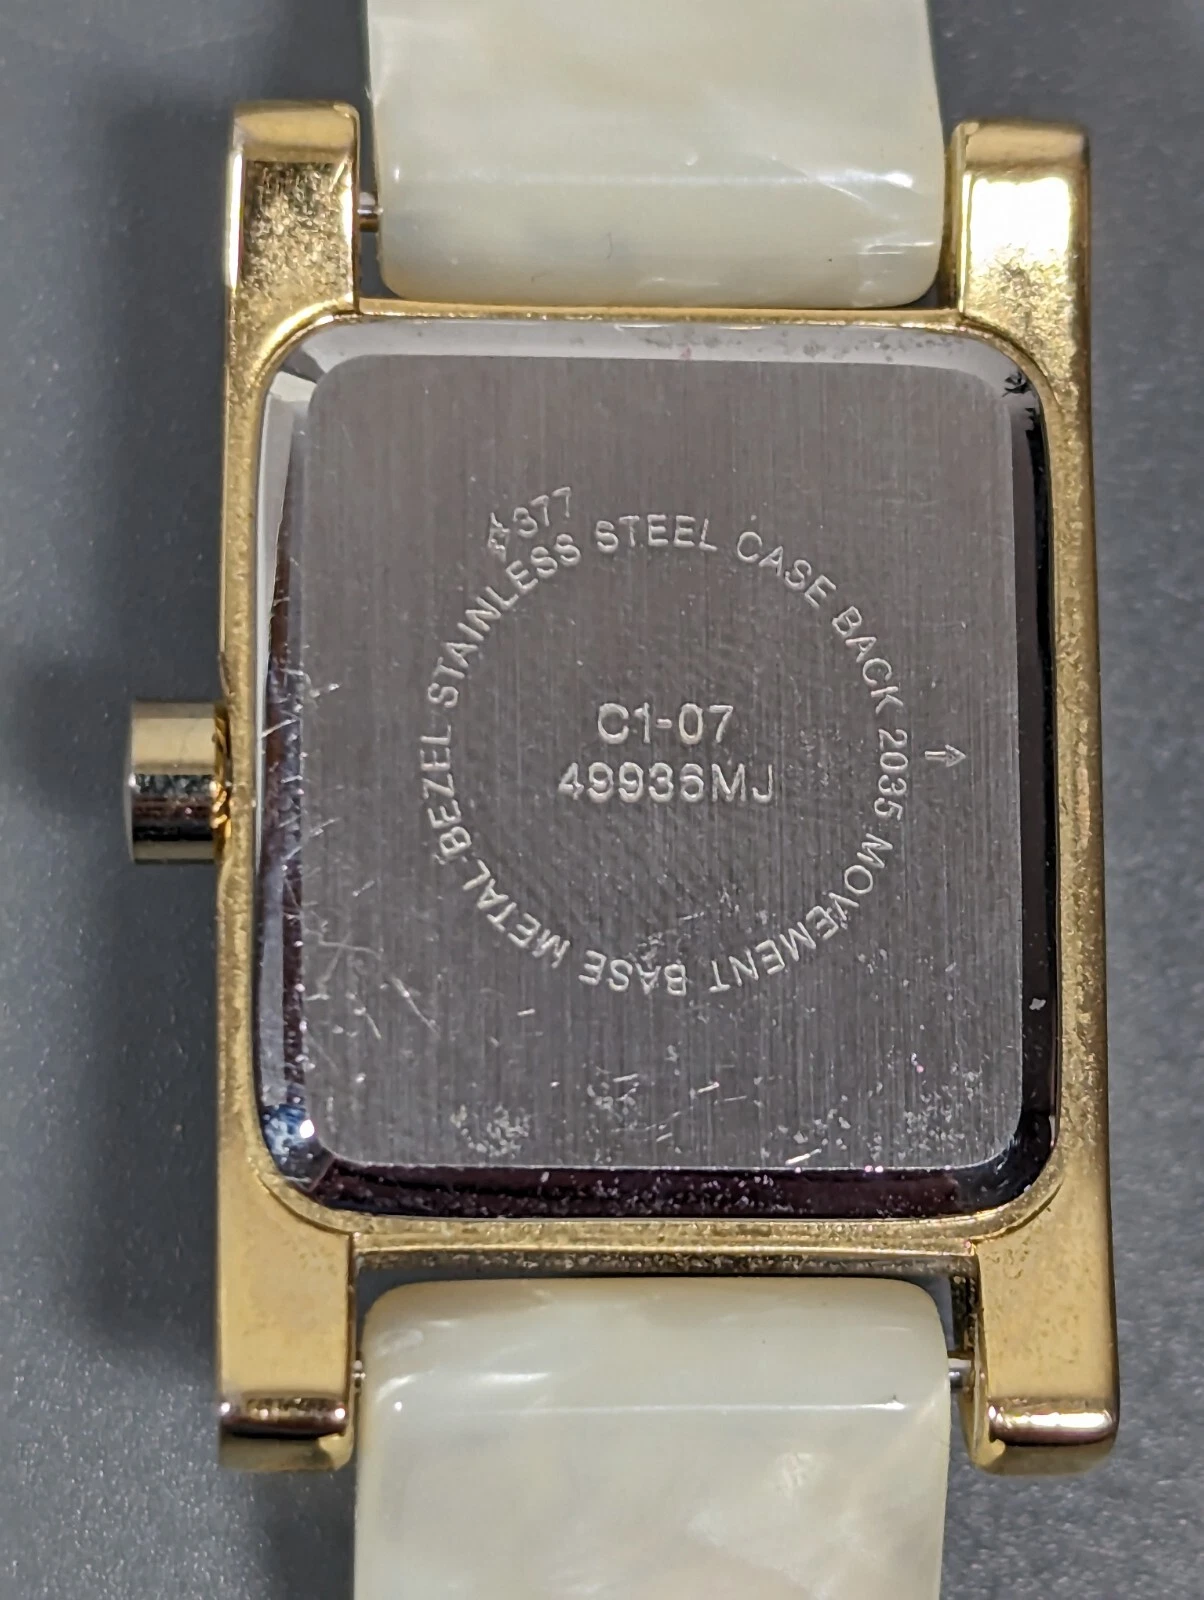 ☆377
STAINLESS STEEL CASE BACK 2035 MOVEMENT BASE METAL BEZEL
⇧
C1-07
49936MJ